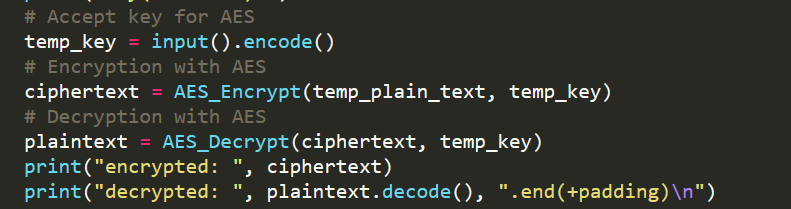 # Accept key for AES
temp_key = input().encode()
# Encryption with AES
ciphertext = AES_Encrypt(temp_plain_text, temp_key)
# Decryption with AES
plaintext = AES_Decrypt(ciphertext, temp_key)
print("encrypted: ", ciphertext)
print("decrypted: ", plaintext.decode(), ".end(+padding)\n")